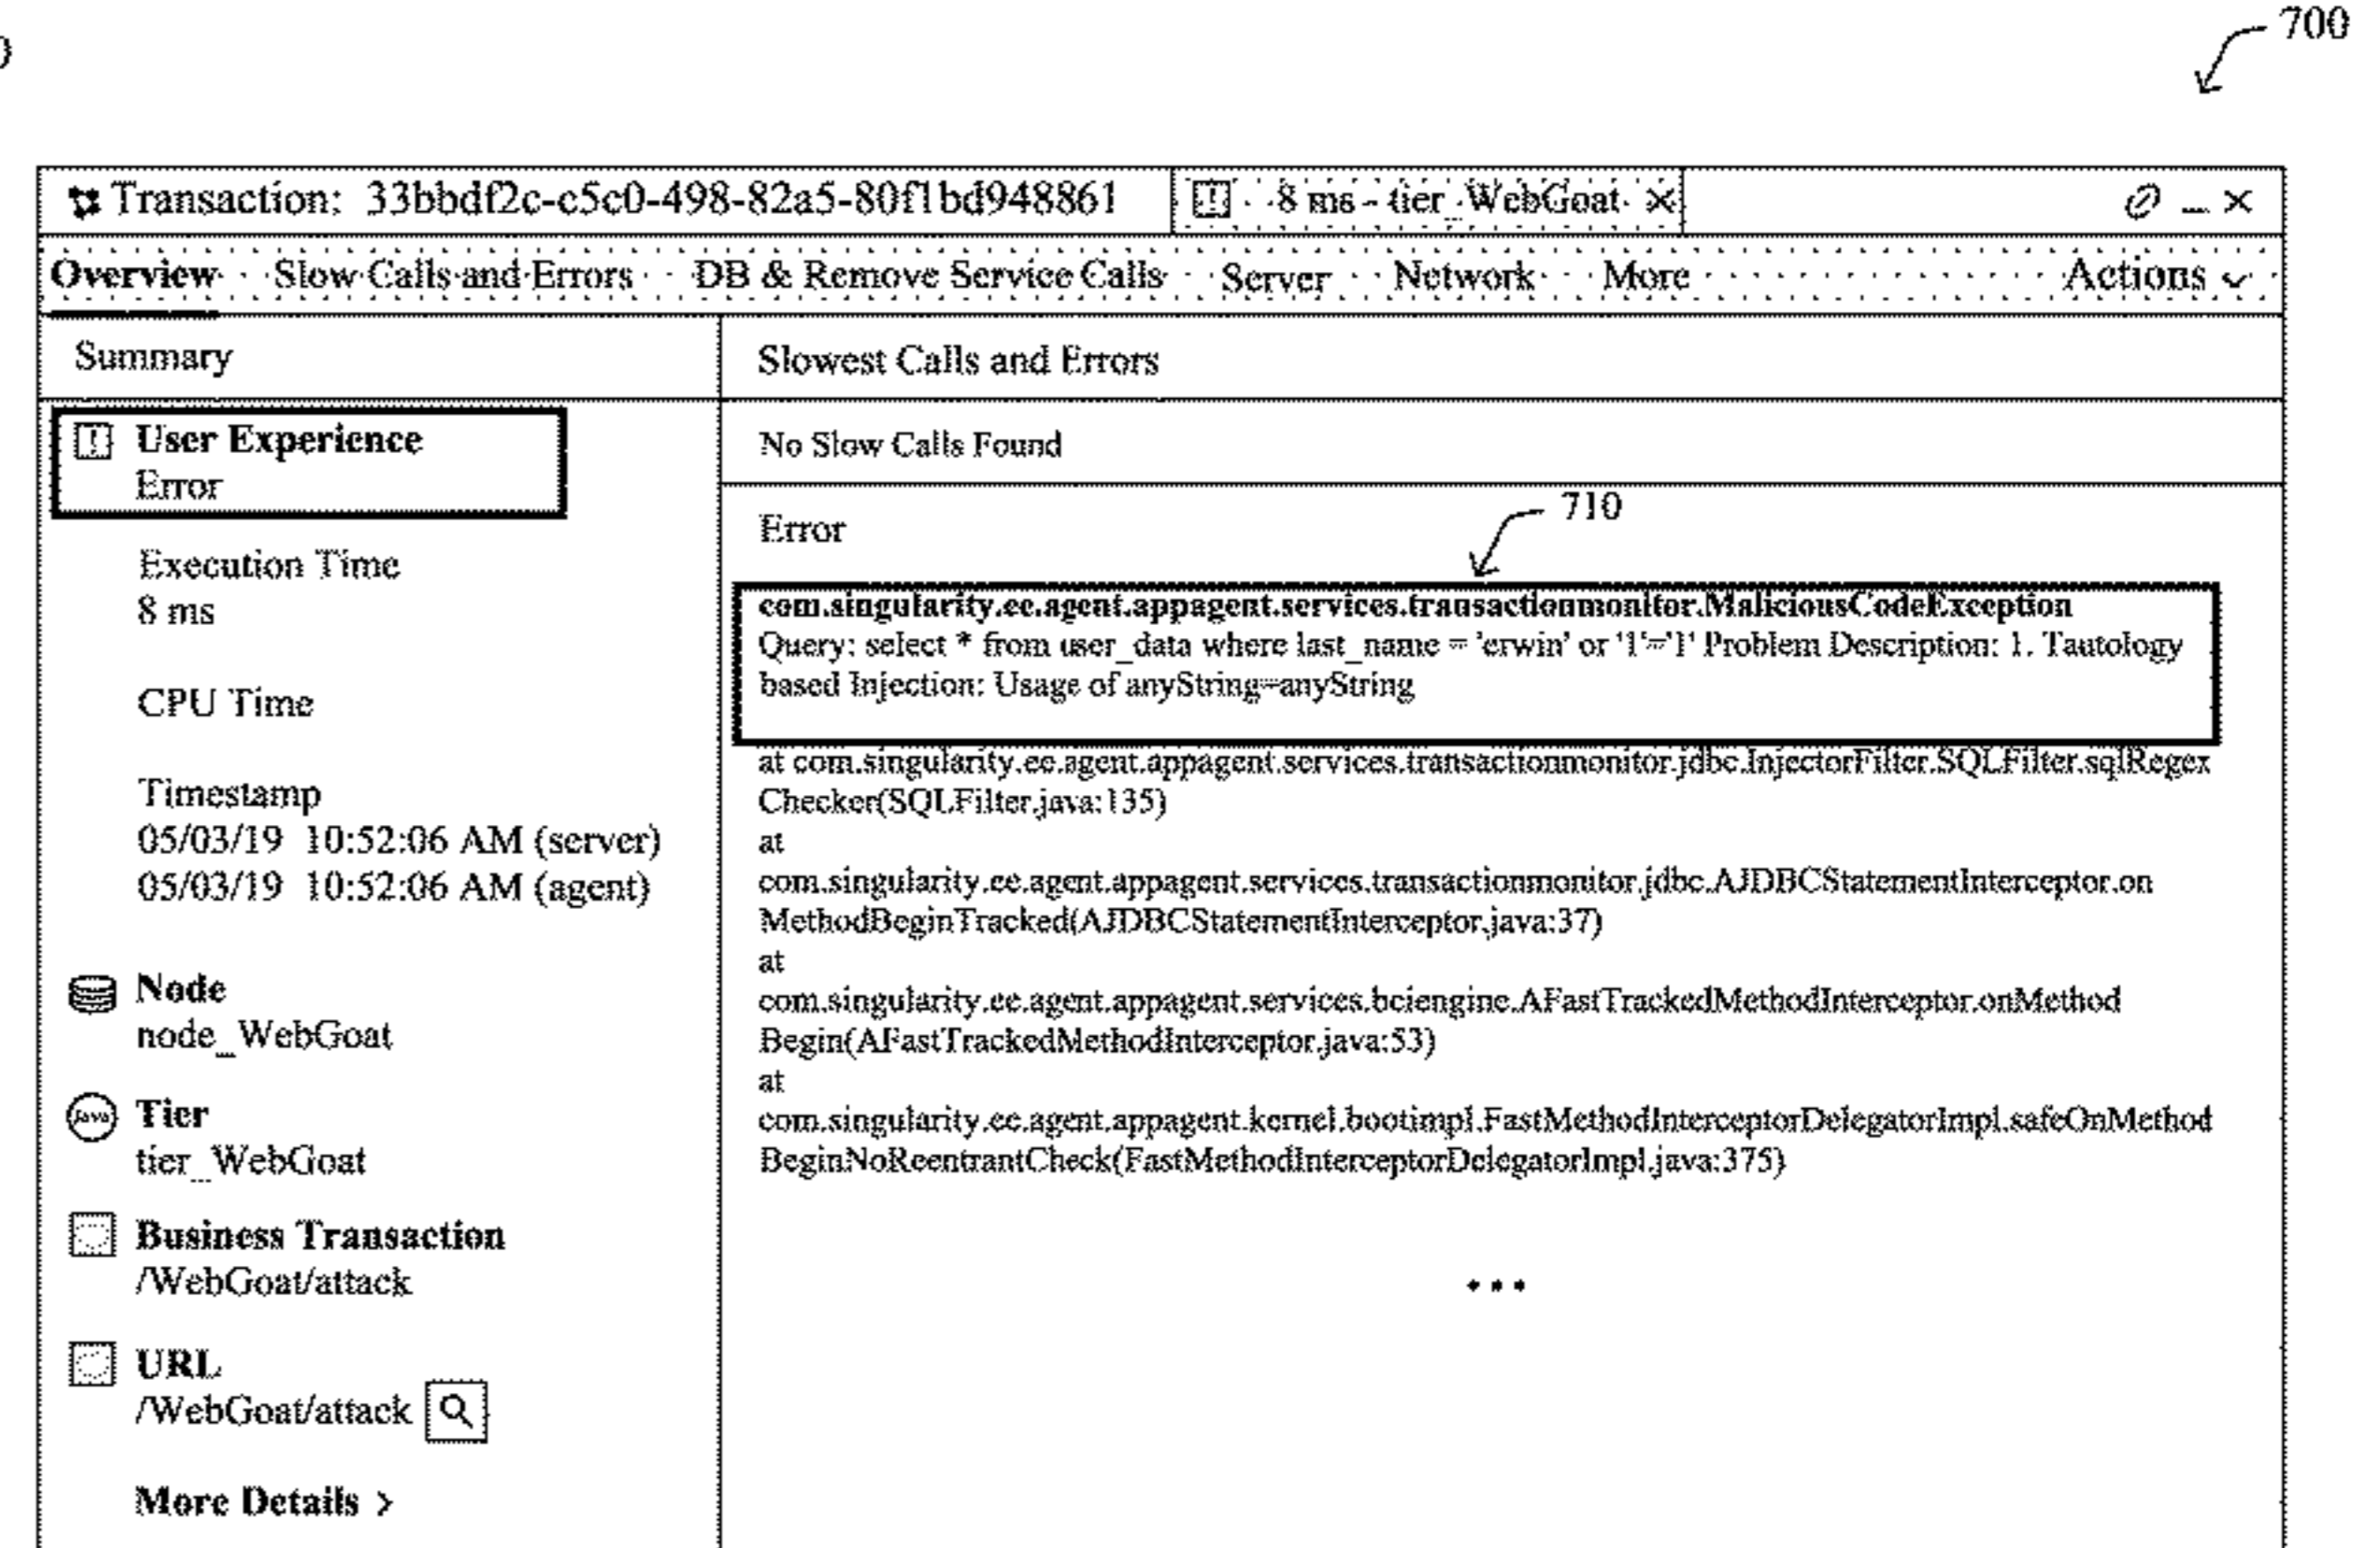 700
Transaction: 33bbdf2c-c5c0-498-82a5-80f1bd948861
8 ms - tier_WebGoat
Overview Slow Calls and Errors DB & Remove Service Calls Server Network More Actions
Summary
Slowest Calls and Errors
User Experience
Error
No Slow Calls Found
Execution Time
8 ms
CPU Time
Timestamp
05/03/19 10:52:06 AM (server)
05/03/19 10:52:06 AM (agent)
Node
node_WebGoat
Java
Tier
tier_WebGoat
Business Transaction
/WebGoat/attack
URL
/WebGoat/attack
More Details >
Error
710
com.singularity.ee.agent.appagent.services.transactionmonitor.MaliciousCodeException
Query: select * from user_data where last_name = 'erwin' or '1'='1' Problem Description: 1. Tautology
based Injection: Usage of anyString=anyString
at com.singularity.ee.agent.appagent.services.transactionmonitor.jdbc.InjectorFilter.SQLFilter.sqlRegex
Checker(SQLFilter.java:135)
at
com.singularity.ee.agent.appagent.services.transactionmonitor.jdbc.AJDBCStatementInterceptor.on
MethodBeginTracked(AJDBCStatementInterceptor.java:37)
at
com.singularity.ee.agent.appagent.services.bciengine.AFastTrackedMethodInterceptor.onMethod
Begin(AFastTrackedMethodInterceptor.java:53)
at
com.singularity.ee.agent.appagent.kernel.bootimpl.FastMethodInterceptorDelegatorImpl.safeOnMethod
BeginNoReentrantCheck(FastMethodInterceptorDelegatorImpl.java:375)
...